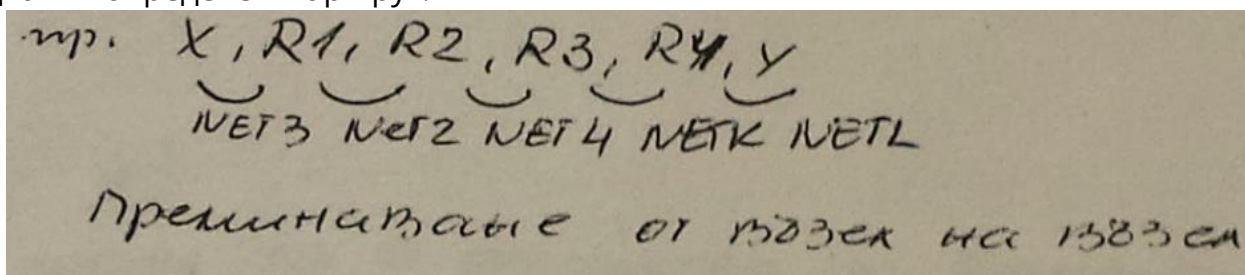 пр. X, R1, R2, R3, R4, Y
NET3 NET2 NET4 NETK NETL
Преминаване от възел на възел